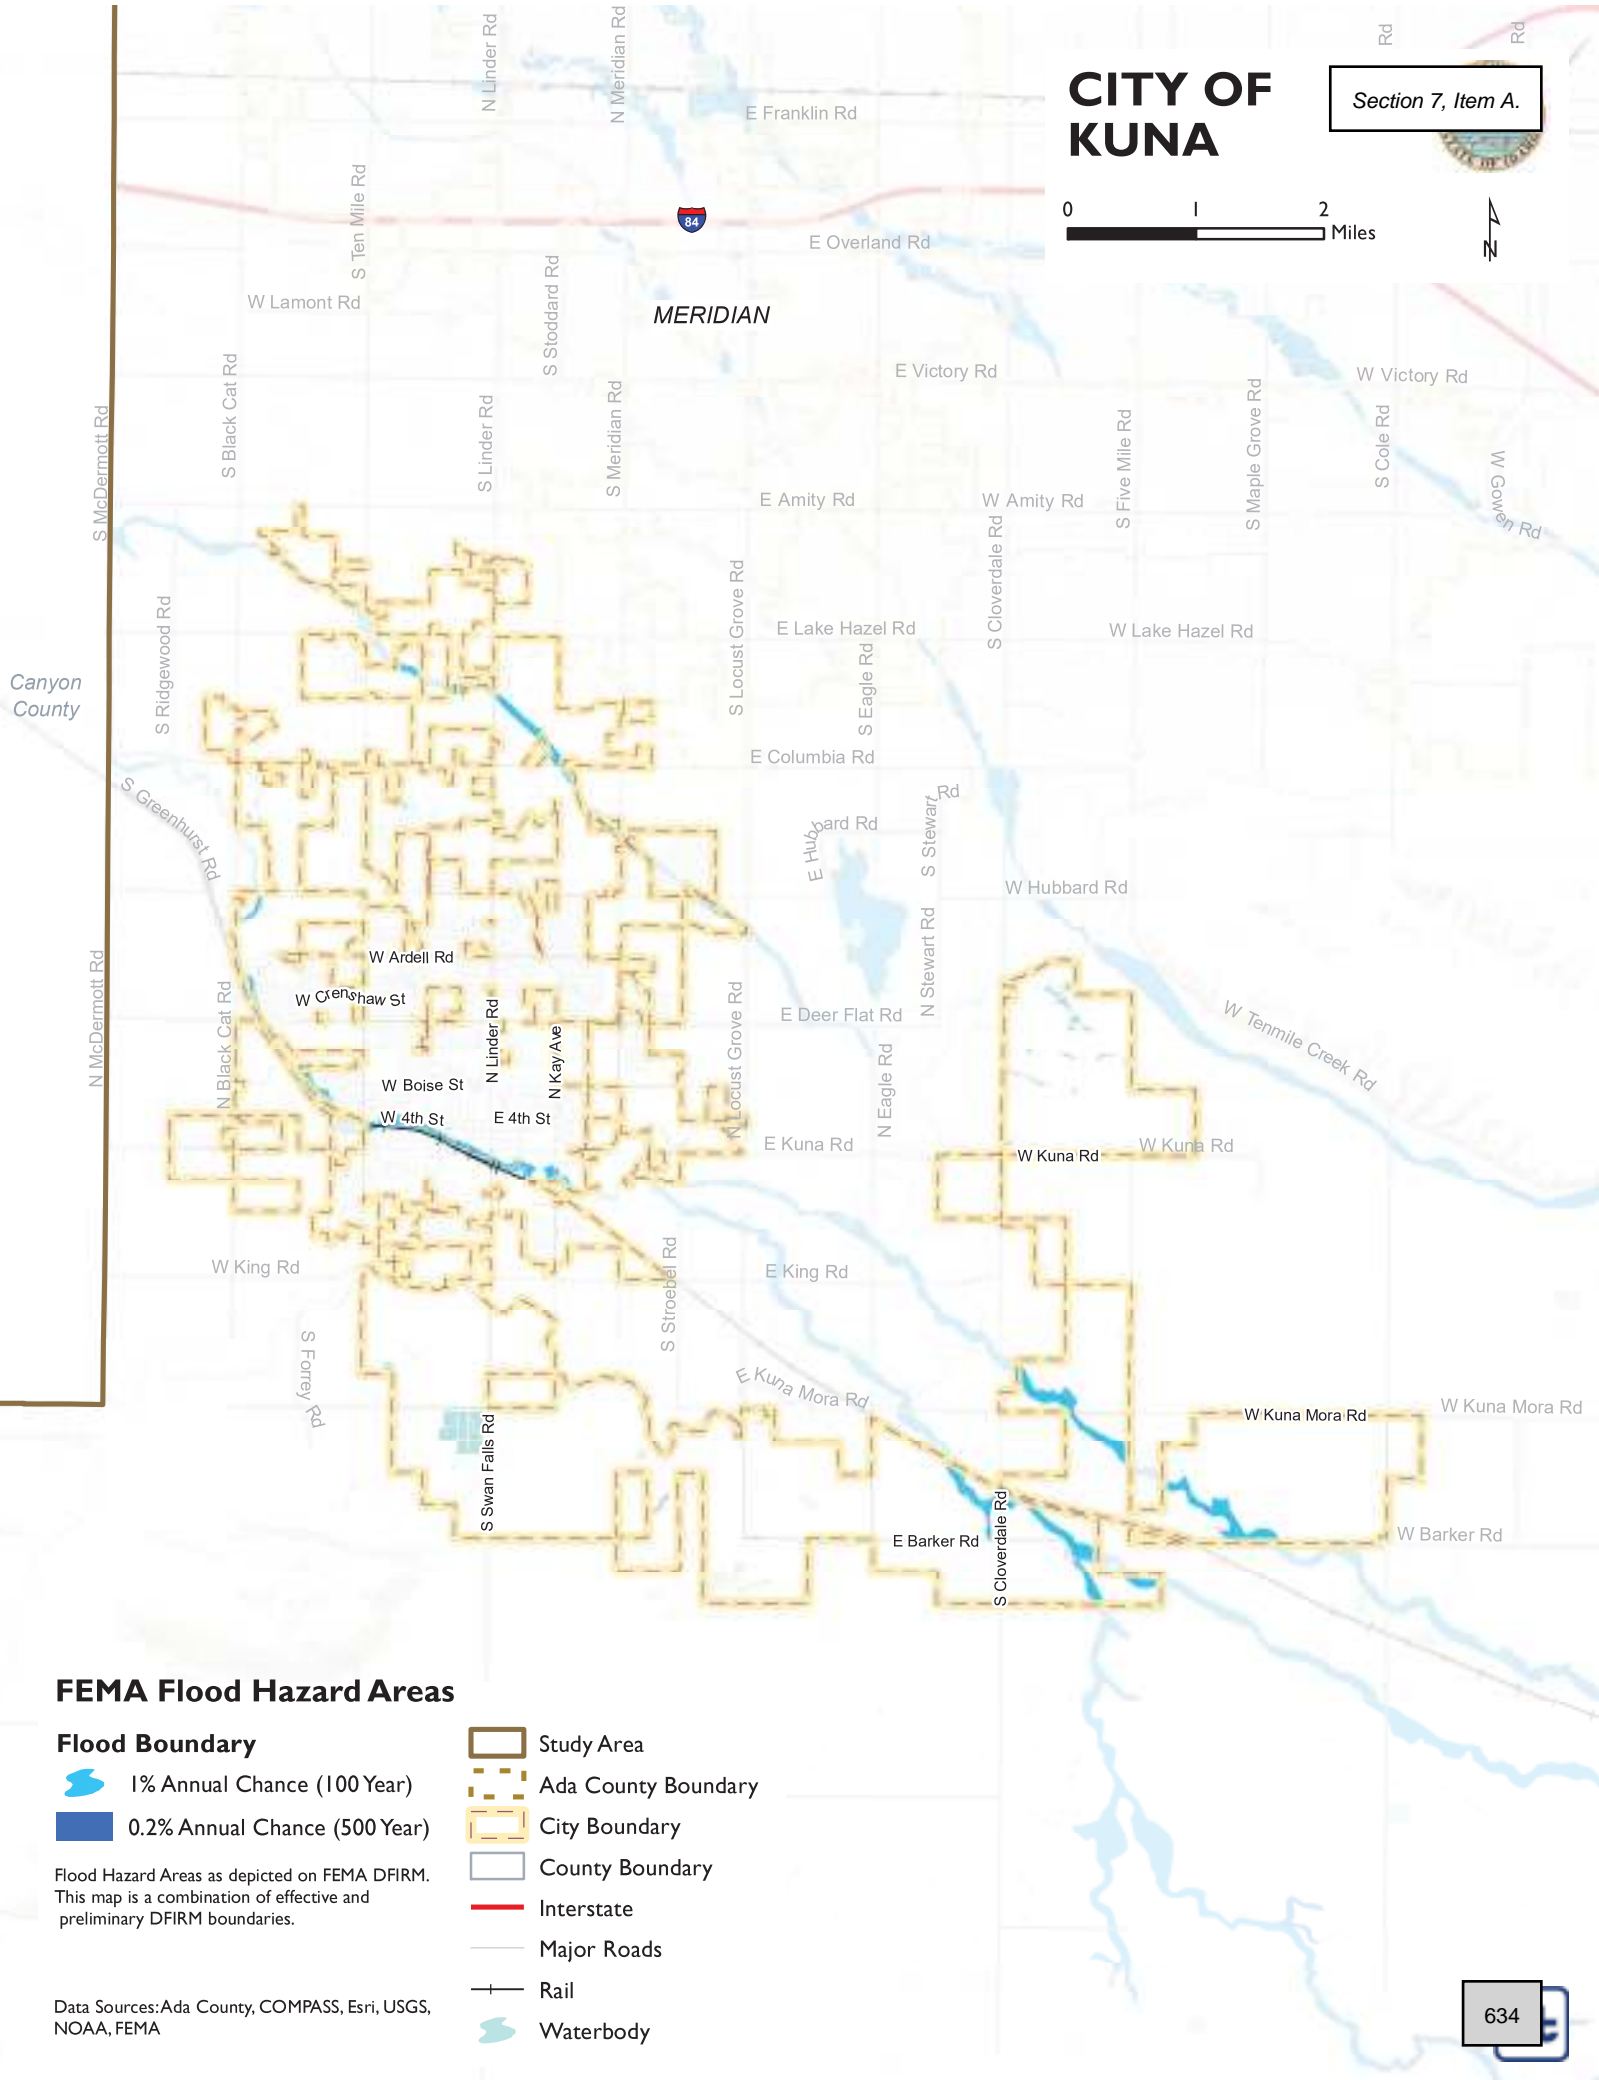 N Linder Rd
N Meridian Rd
Rd
Rd
CITY OF
KUNA
Section 7, Item A.
STATE OF IDAHO
E Franklin Rd
0 1 2
Miles
N
S Ten Mile Rd
84
E Overland Rd
W Lamont Rd
S Stoddard Rd
MERIDIAN
E Victory Rd
W Victory Rd
S McDermott Rd
S Black Cat Rd
S Linder Rd
S Meridian Rd
S Five Mile Rd
S Maple Grove Rd
S Cole Rd
W Gowen Rd
E Amity Rd
W Amity Rd
S Cloverdale Rd
S Ridgewood Rd
S Locust Grove Rd
E Lake Hazel Rd
W Lake Hazel Rd
S Eagle Rd
Canyon
County
E Columbia Rd
S Greenhurst Rd
E Hubbard Rd
S Stewart Rd
W Hubbard Rd
N Stewart Rd
W Ardell Rd
W Crenshaw St
N McDermott Rd
N Black Cat Rd
N Linder Rd
N Kay Ave
N Locust Grove Rd
E Deer Flat Rd
N Eagle Rd
W Tenmile Creek Rd
W Boise St
W 4th St
E 4th St
E Kuna Rd
W Kuna Rd
W Kuna Rd
W King Rd
S Stroebel Rd
E King Rd
S Forrey Rd
E Kuna Mora Rd
W Kuna Mora Rd
W Kuna Mora Rd
S Swan Falls Rd
E Barker Rd
S Cloverdale Rd
W Barker Rd
FEMA Flood Hazard Areas
Flood Boundary
1% Annual Chance (100 Year)
0.2% Annual Chance (500 Year)
Flood Hazard Areas as depicted on FEMA DFIRM.
This map is a combination of effective and
preliminary DFIRM boundaries.
Data Sources: Ada County, COMPASS, Esri, USGS,
NOAA, FEMA
Study Area
Ada County Boundary
City Boundary
County Boundary
Interstate
Major Roads
Rail
Waterbody
634